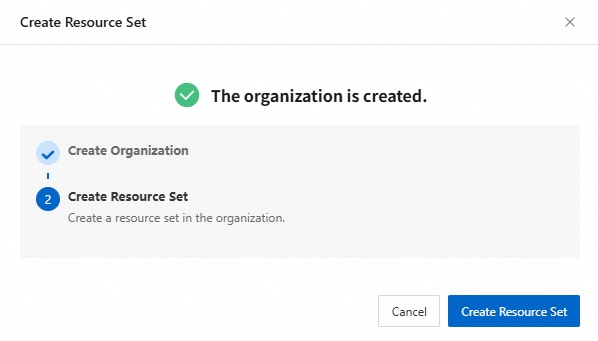 Create Resource Set
The organization is created.
Create Organization
2
Create Resource Set
Create a resource set in the organization.
Cancel
Create Resource Set